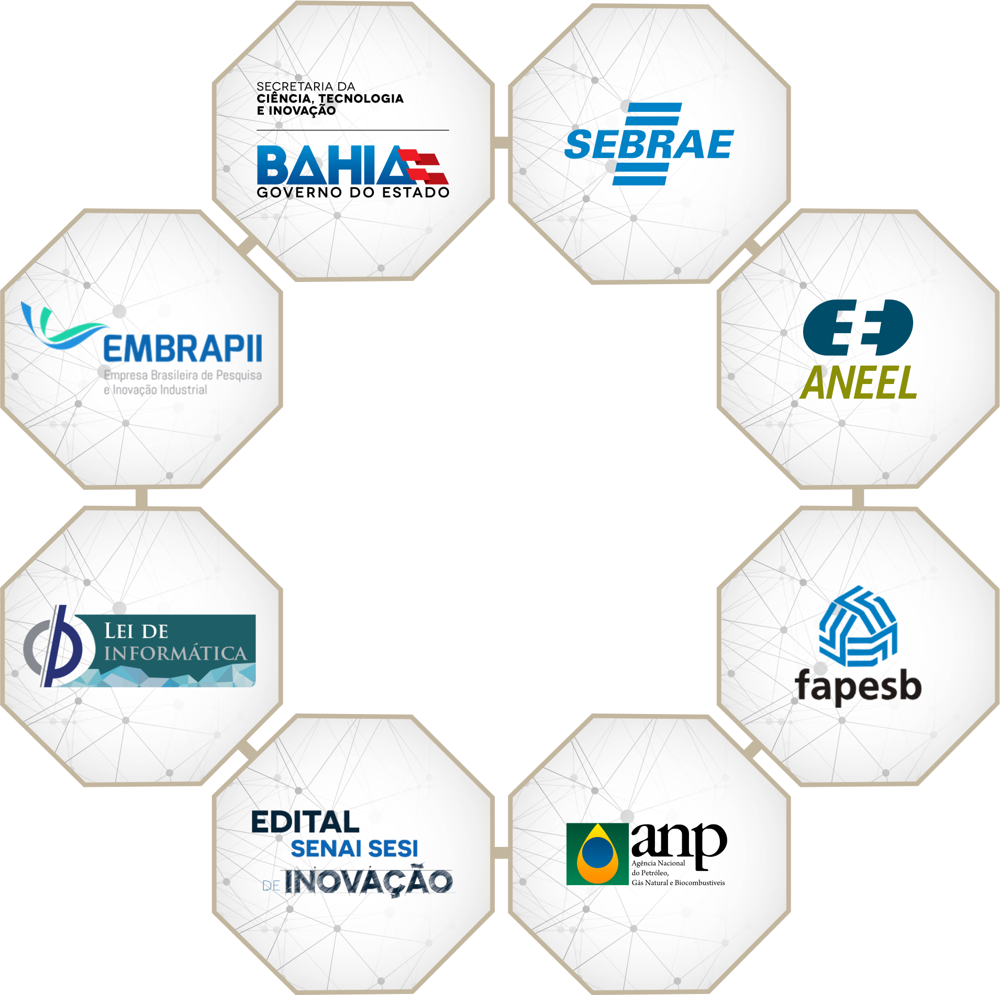 SECRETARIA DA
CIÊNCIA, TECNOLOGIA
E INOVAÇÃO
BAHIA
GOVERNO DO ESTADO
SEBRAE
EMBRAPII
Empresa Brasileira de Pesquisa
e Inovação Industrial
ANEEL
LEI DE
INFORMÁTICA
fapesb
EDITAL
SENAI SESI
DE INOVAÇÃO
anp
Agência Nacional
do Petróleo,
Gás Natural e Biocombustiveis